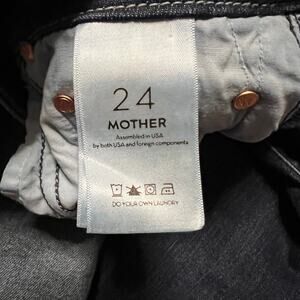 24
MOTHER
Assembled in USA
by both USA and foreign components
DO YOUR OWN LAUNDRY